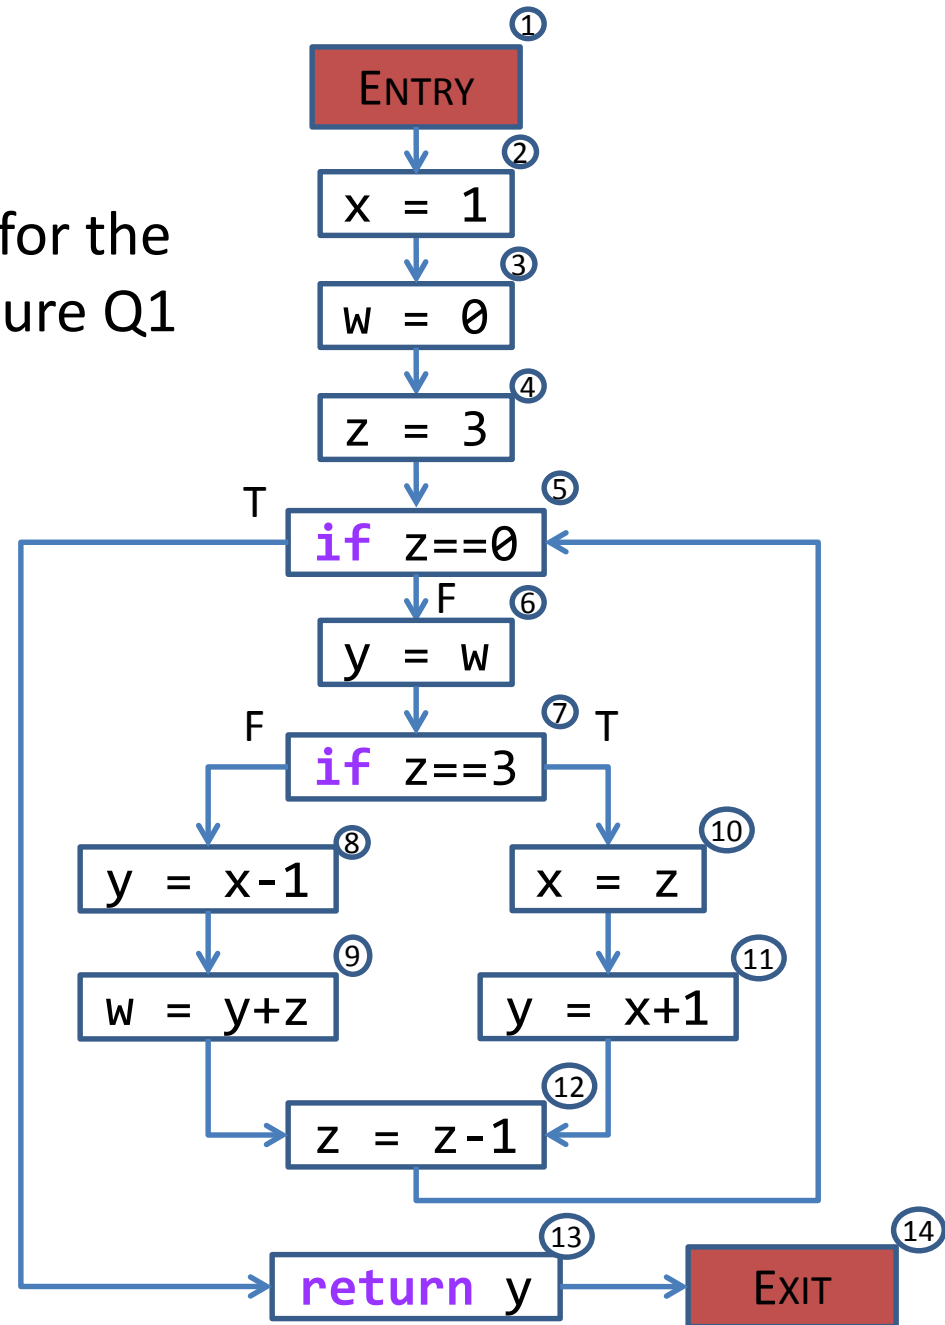 1
ENTRY
2
x = 1
for the
3
ure Q1
w = 0
4
z = 3
5
T
if z==0
F
6
y = w
7
F
T
if z==3
8
10
y = x-1
x = z
9
11
w = y+z
y = x+1
12
z = z-1
13
14
return y
EXIT